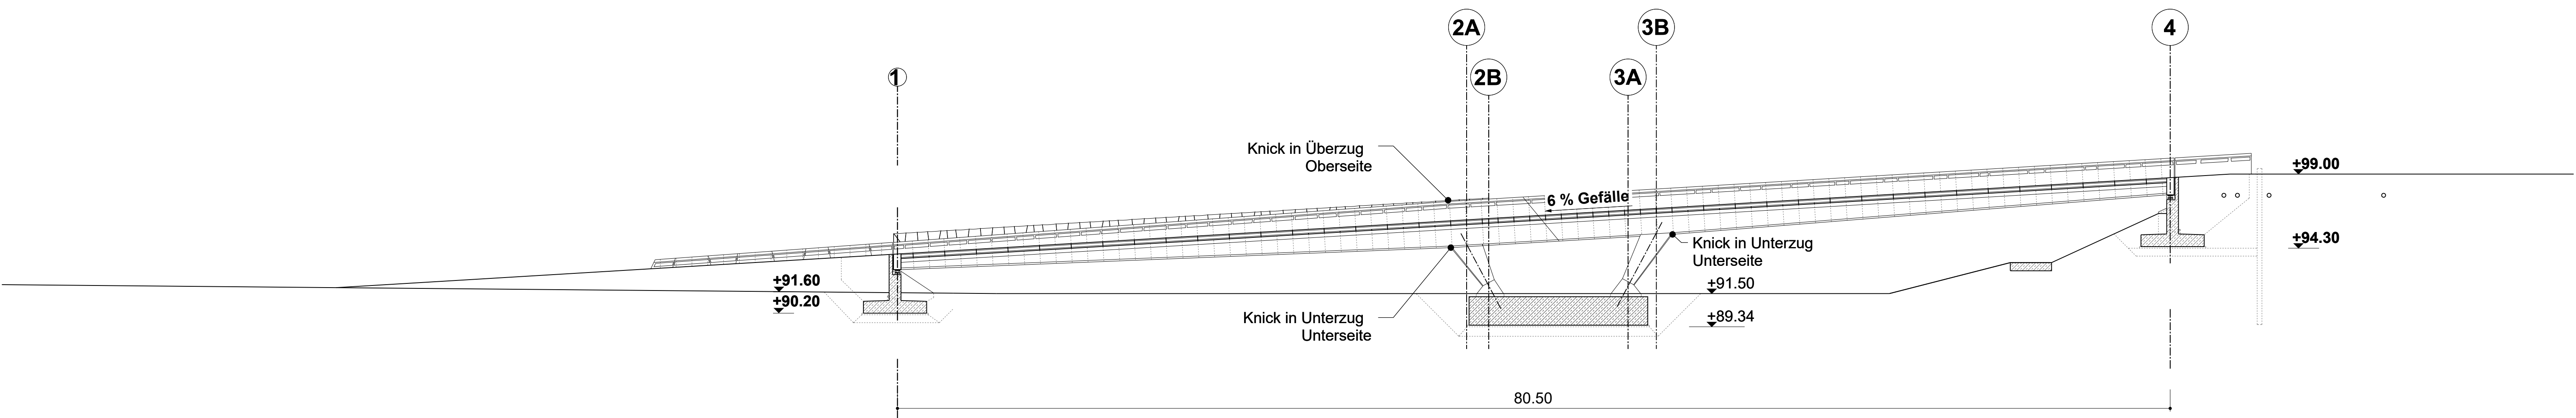 2A
3B
4
1
2B
3A
Knick in Überzug
Oberseite
+99.00
6 % Gefälle
+94.30
Knick in Unterzug
Unterseite
+91.60
+91.50
+90.20
Knick in Unterzug
Unterseite
+89.34
80.50